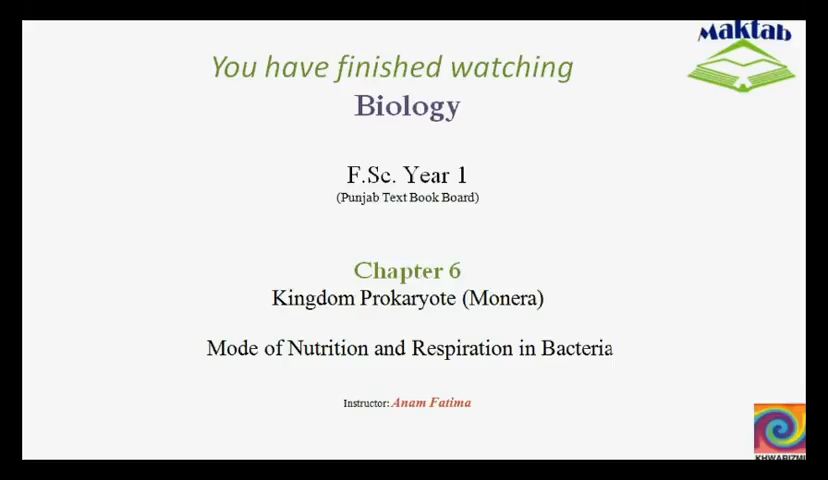 Maktab
You have finished watching
Biology
F.Sc. Year 1
(Punjab Text Book Board)
Chapter 6
Kingdom Prokaryote (Monera)
Mode of Nutrition and Respiration in Bacteria
Instructor: Anam Fatima
KHWARIZMI